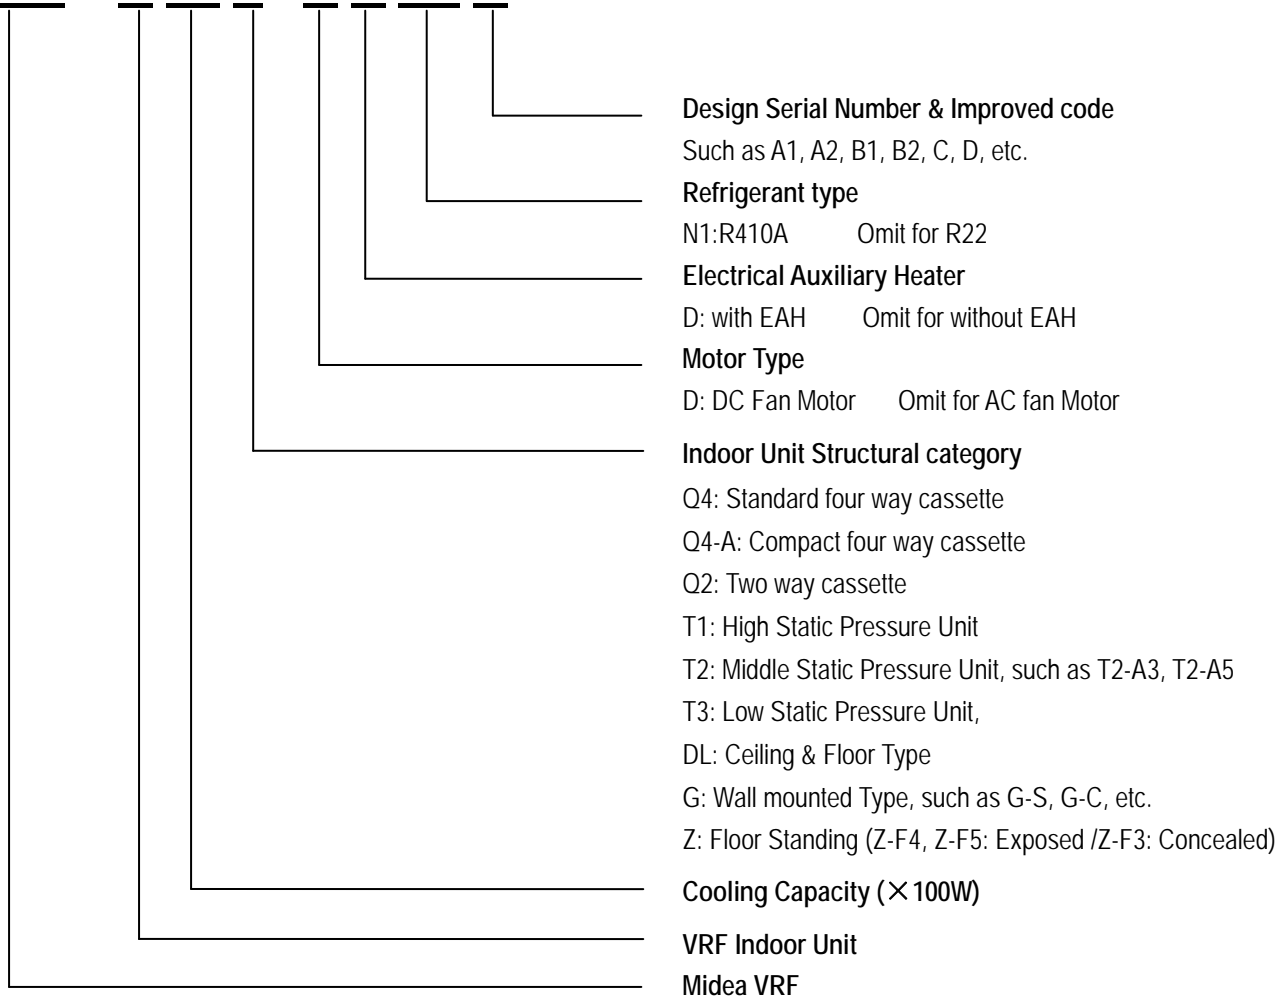 Design Serial Number & Improved code
Such as A1, A2, B1, B2, C, D, etc.
Refrigerant type
N1:R410A Omit for R22
Electrical Auxiliary Heater
D: with EAH Omit for without EAH
Motor Type
D: DC Fan Motor Omit for AC fan Motor
Indoor Unit Structural category
Q4: Standard four way cassette
Q4-A: Compact four way cassette
Q2: Two way cassette
T1: High Static Pressure Unit
T2: Middle Static Pressure Unit, such as T2-A3, T2-A5
T3: Low Static Pressure Unit,
DL: Ceiling & Floor Type
G: Wall mounted Type, such as G-S, G-C, etc.
Z: Floor Standing (Z-F4, Z-F5: Exposed /Z-F3: Concealed)
Cooling Capacity (×100W)
VRF Indoor Unit
Midea VRF